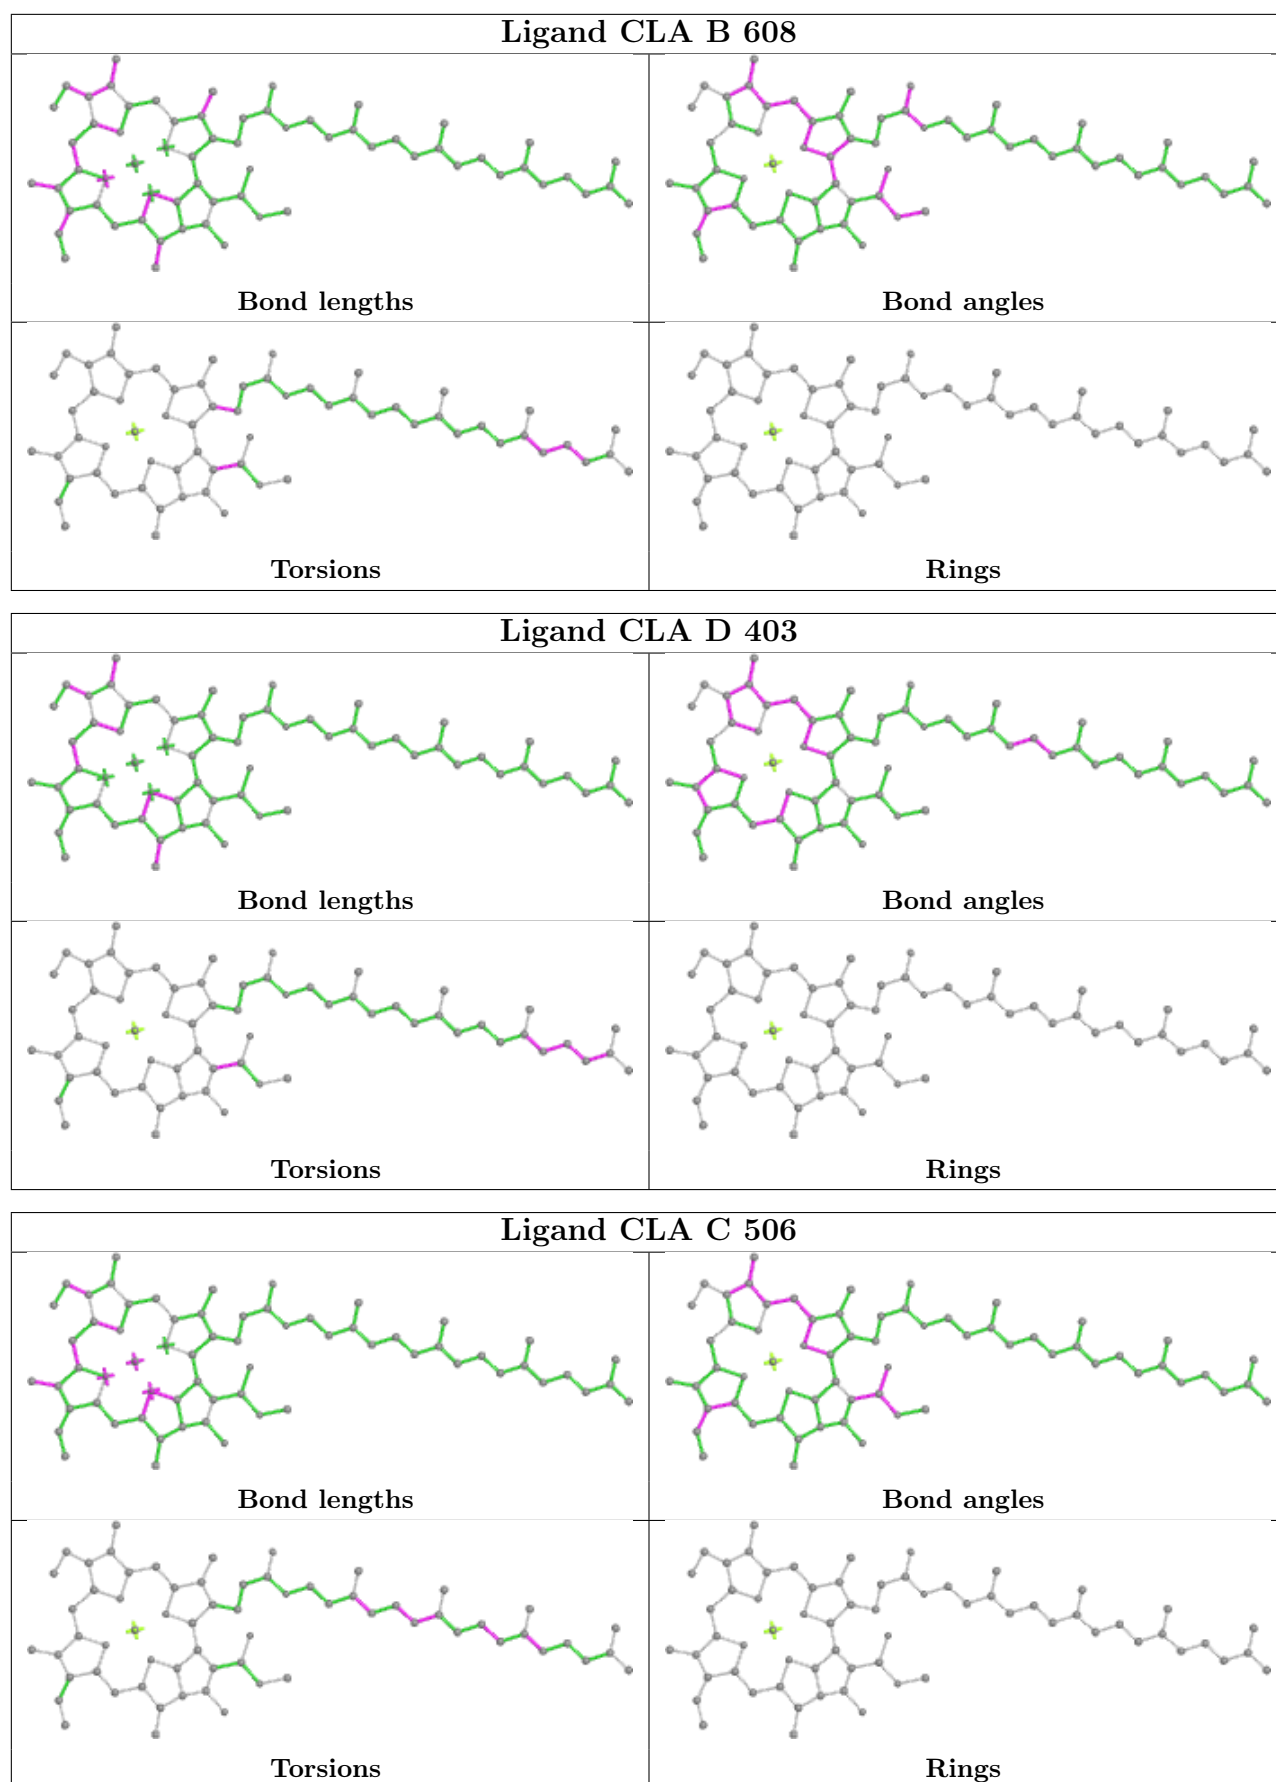 Ligand CLA B 608
Bond lengths
Bond angles
Torsions
Rings
Ligand CLA D 403
Bond lengths
Bond angles
Torsions
Rings
Ligand CLA C 506
Bond lengths
Bond angles
Torsions
Rings